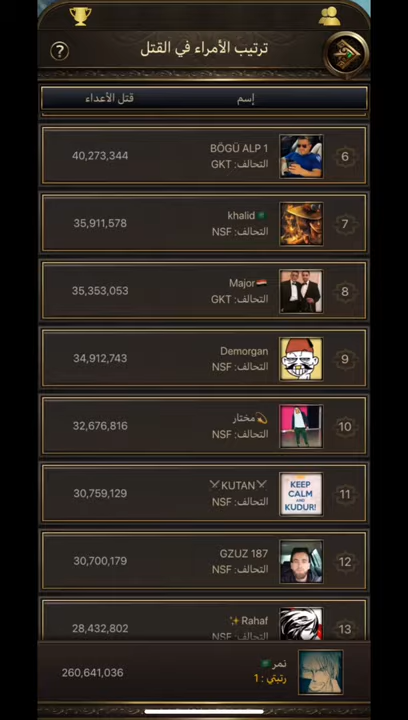 ترتيب الأمراء في القتل
?
إسم
قتل الأعداء
6
BÖGÜ ALP 1
التحالف: GKT
40,273,344
7
khalid
التحالف: NSF
35,911,578
8
Major
التحالف: GKT
35,353,053
9
Demorgan
التحالف: NSF
34,912,743
10
مختار
التحالف: NSF
32,676,816
11
KEEP
CALM
AND
KUDUR!
⚔KUTAN⚔
التحالف: NSF
30,759,129
12
GZUZ 187
التحالف: NSF
30,700,179
13
Rahaf✨
التحالف: NSF
28,432,802
نمر
رتبتي : 1
260,641,036